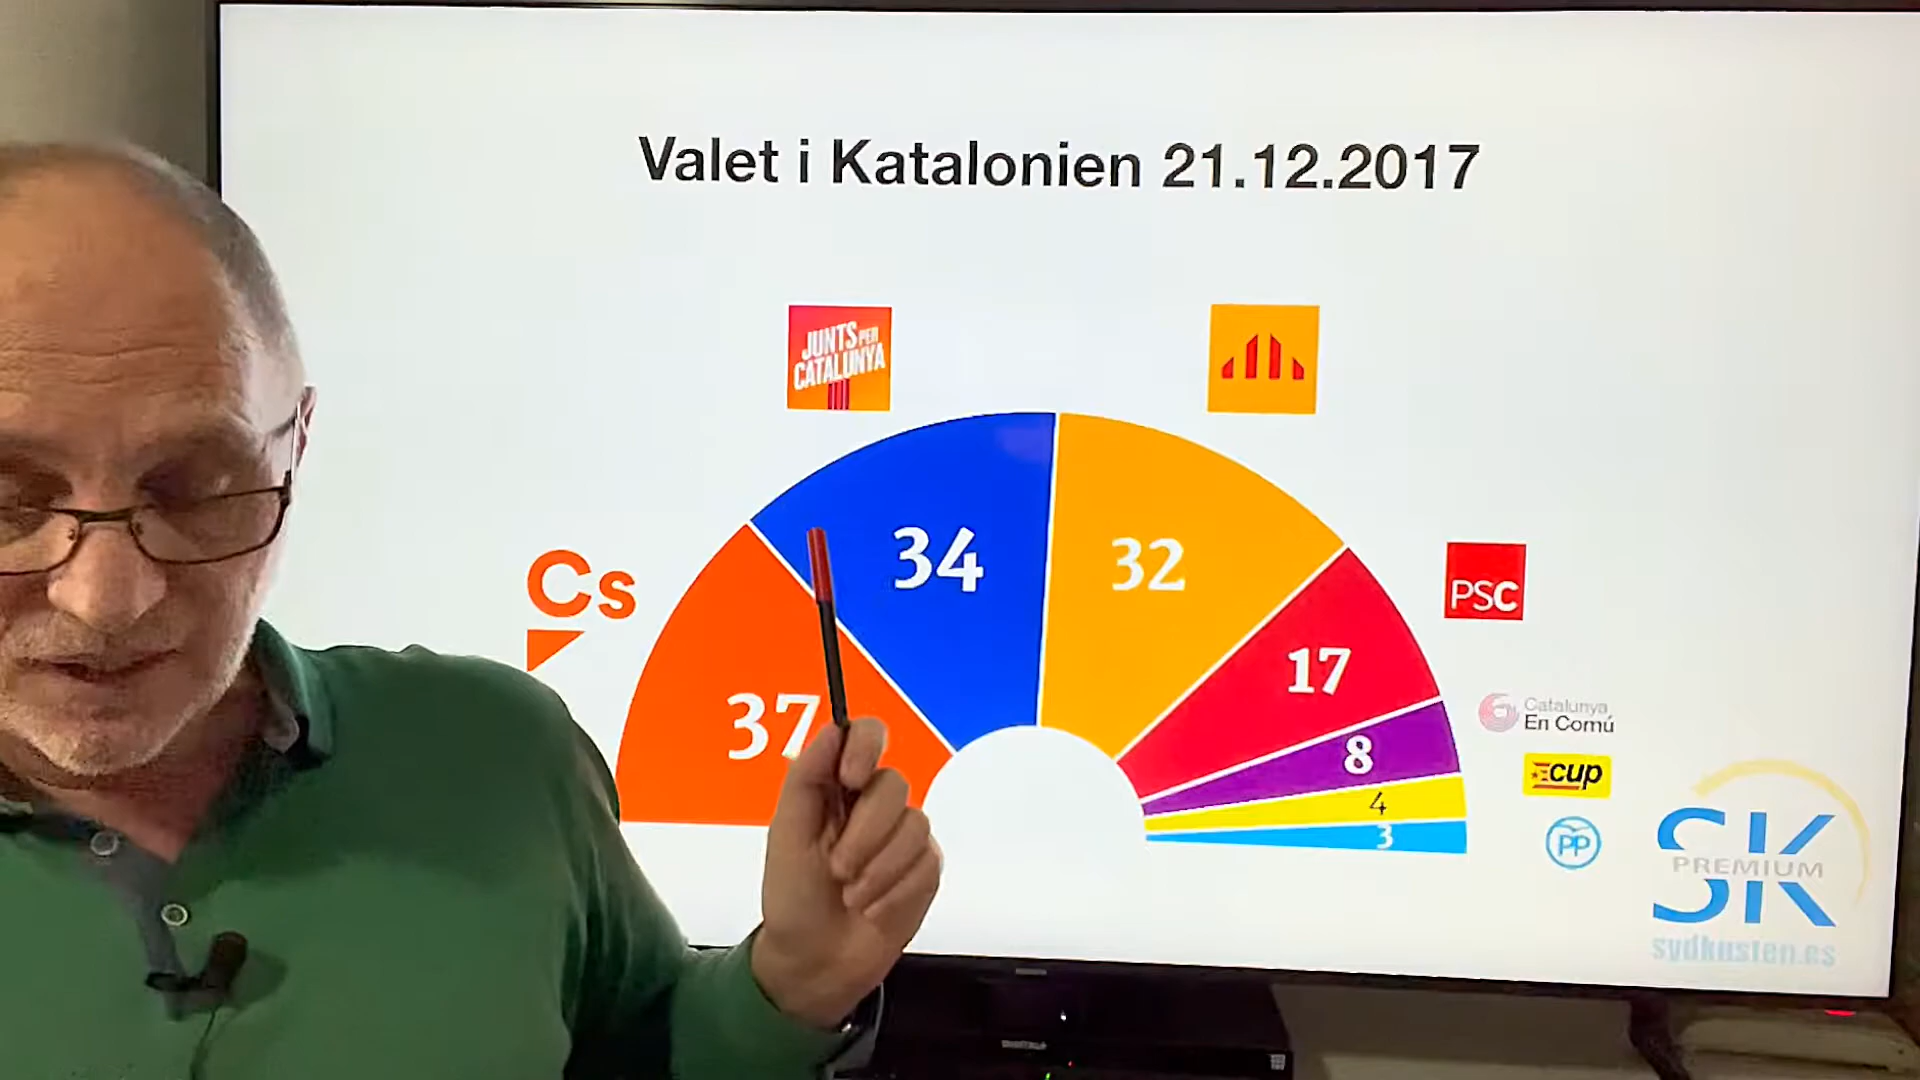 Valet i Katalonien 21.12.2017
JUNTS PER
CATALUNYA
Cs
34
32
PSC
17
37
Catalunya
En Comú
8
cup
4
3
PP
SK
PREMIUM
sydkusten.es